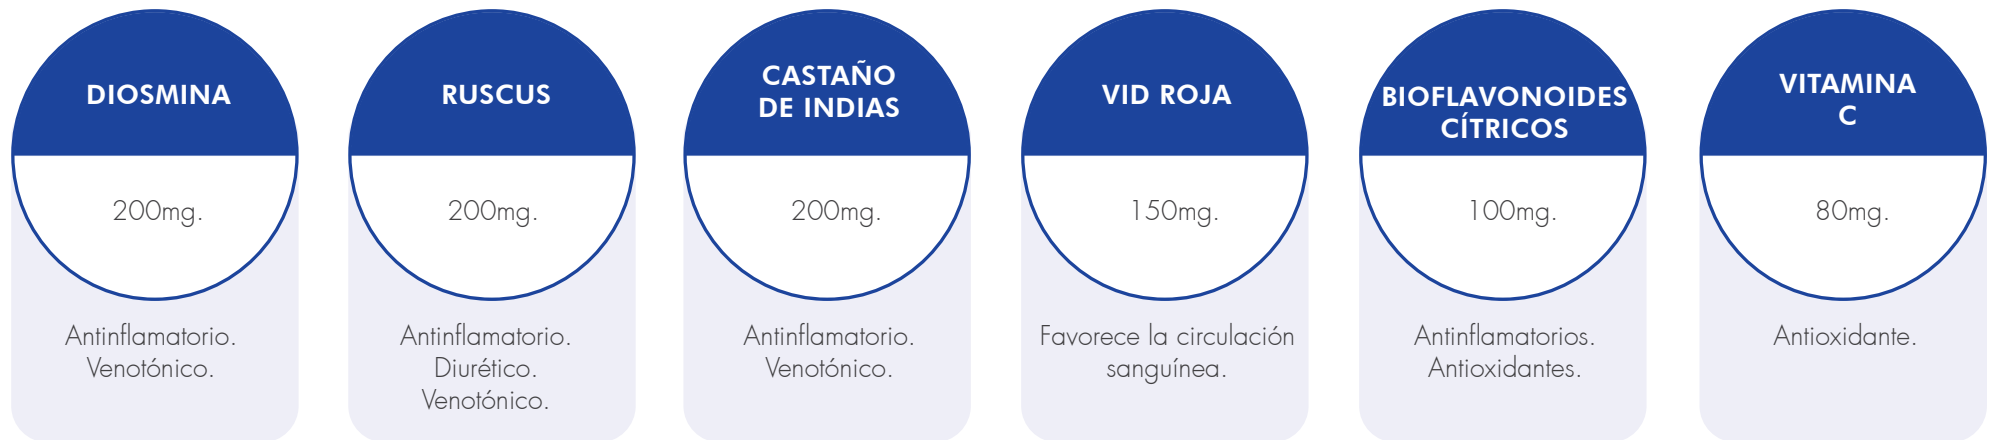 DIOSMINA
200mg.
Antinflamatorio.
Venotónico.
RUSCUS
200mg.
Antinflamatorio.
Diurético.
Venotónico.
CASTAÑO
DE INDIAS
200mg.
Antinflamatorio.
Venotónico.
VID ROJA
150mg.
Favorece la circulación
sanguínea.
BIOFLAVONOIDES
CÍTRICOS
100mg.
Antinflamatorios.
Antioxidantes.
VITAMINA
C
80mg.
Antioxidante.